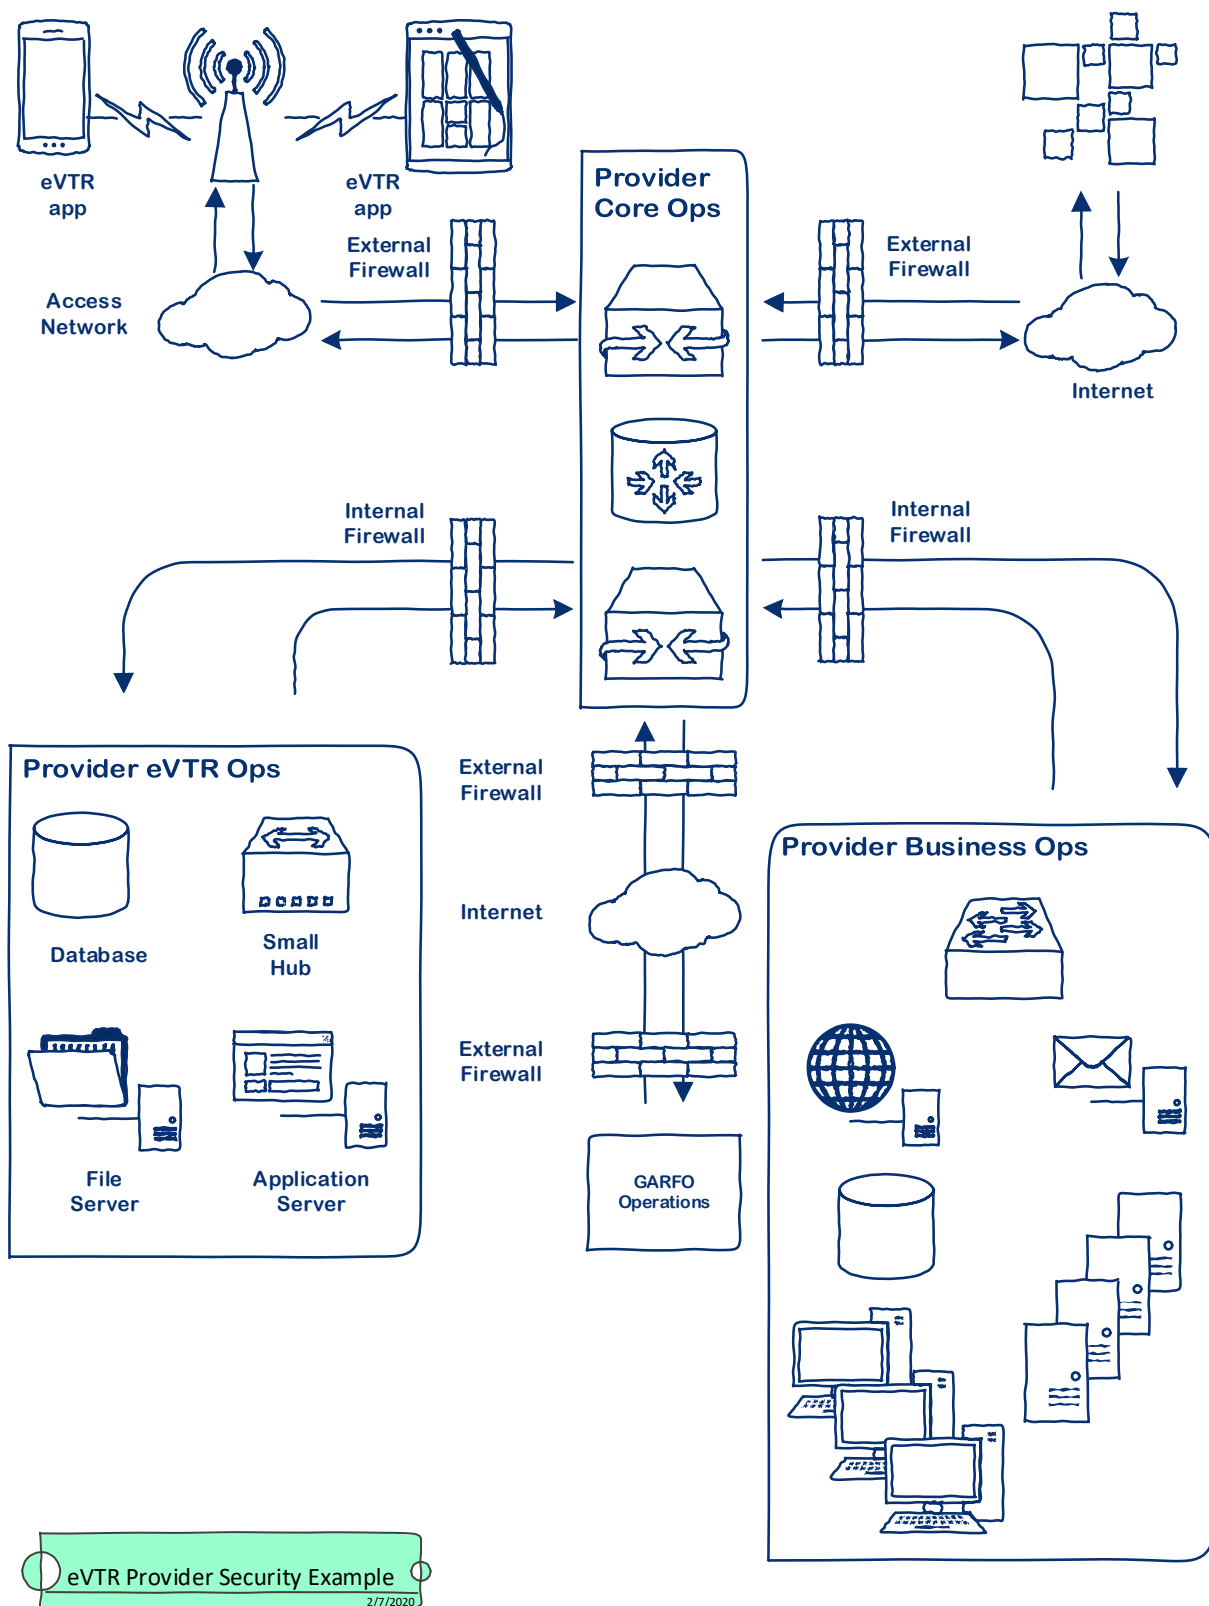 eVTR
app
eVTR
app
Provider
Core Ops
External
Firewall
External
Firewall
Access
Network
Internet
Internal
Firewall
Internal
Firewall
Provider eVTR Ops
External
Firewall
Provider Business Ops
Internet
Database
Small
Hub
External
Firewall
File
Server
Application
Server
GARFO
Operations
eVTR Provider Security Example
2/7/2020